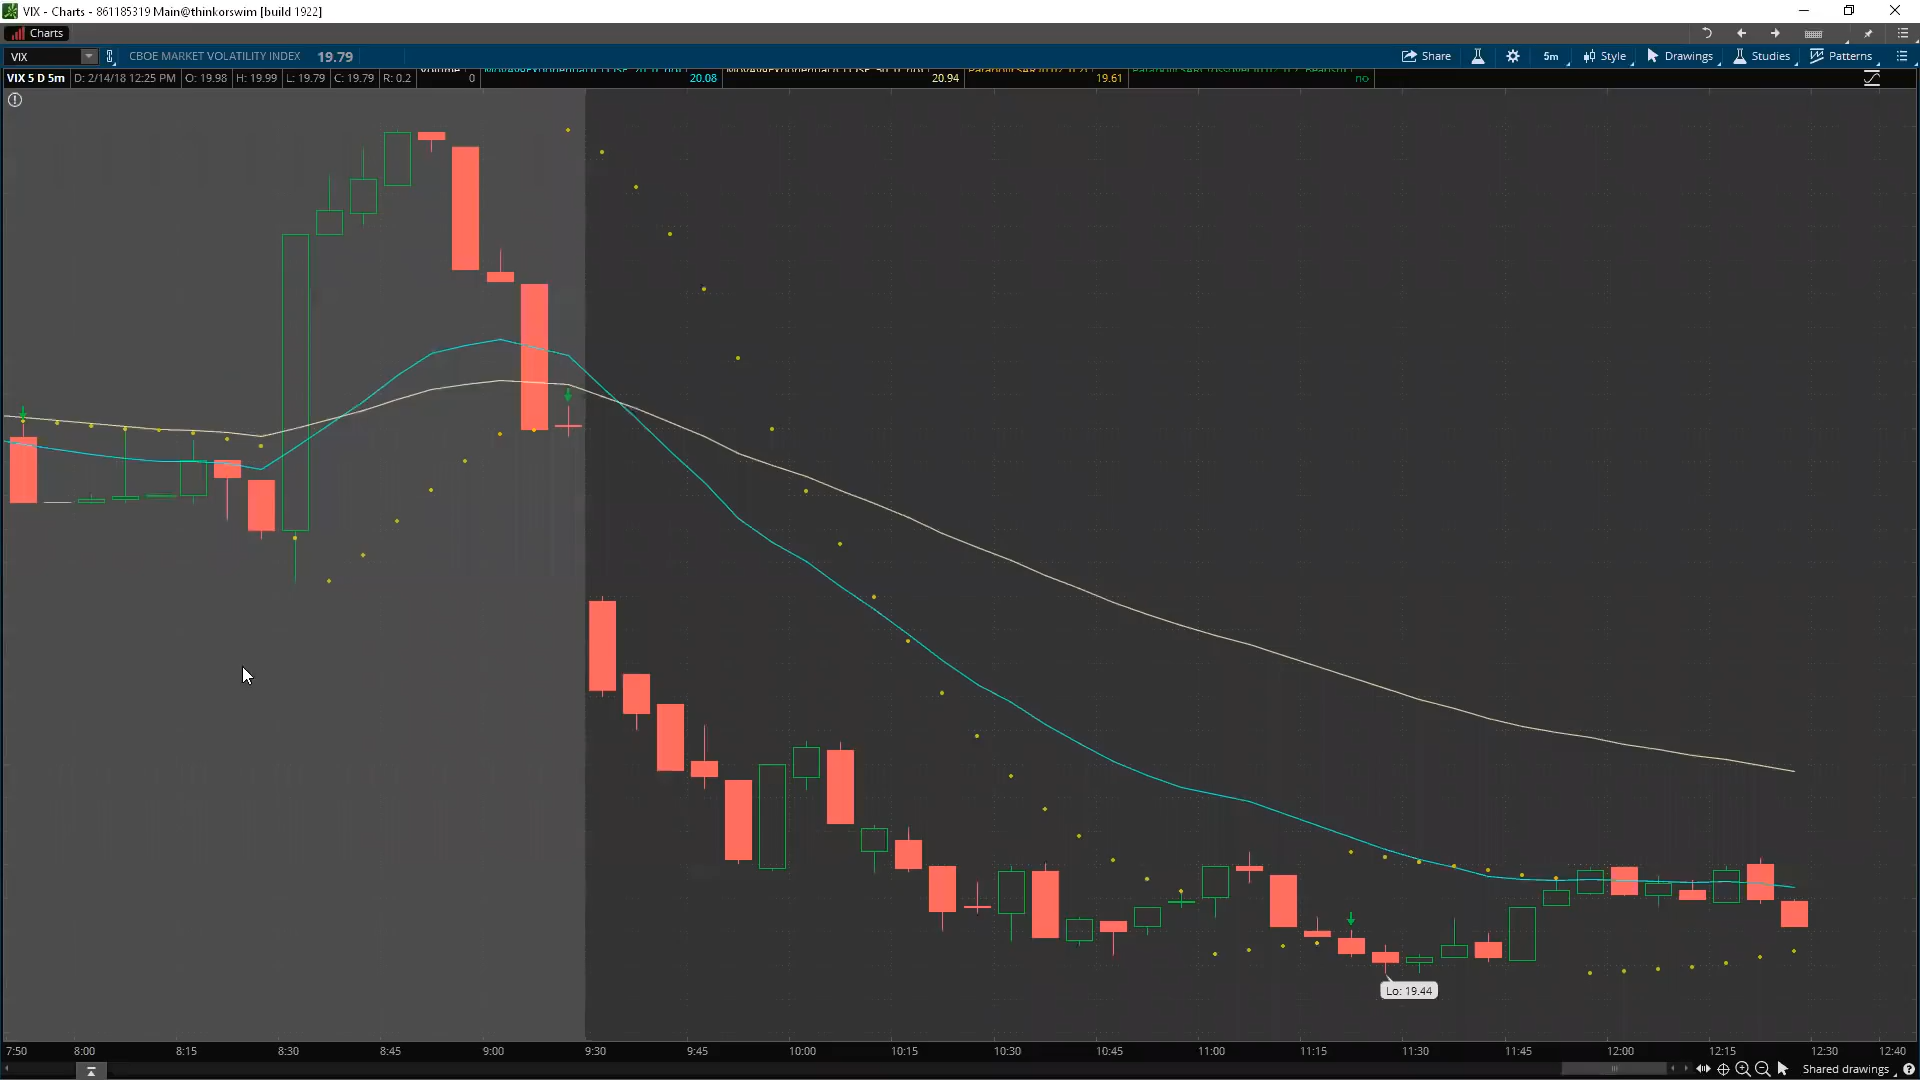 VIX - Charts - 861185319 Main@thinkorswim [build 1922]
Charts
VIX CBOE MARKET VOLATILITY INDEX 19.79 Share 5m Style Drawings Studies Patterns
VIX 5 D 5m D: 2/14/18 12:25 PM O: 19.98 H: 19.99 L: 19.79 C: 19.79 R: 0.2 0 20.08 20.94 19.61 no
Lo: 19.44
7:50 8:00 8:15 8:30 8:45 9:00 9:30 9:45 10:00 10:15 10:30 10:45 11:00 11:15 11:30 11:45 12:00 12:15 12:30 12:40
Shared drawings